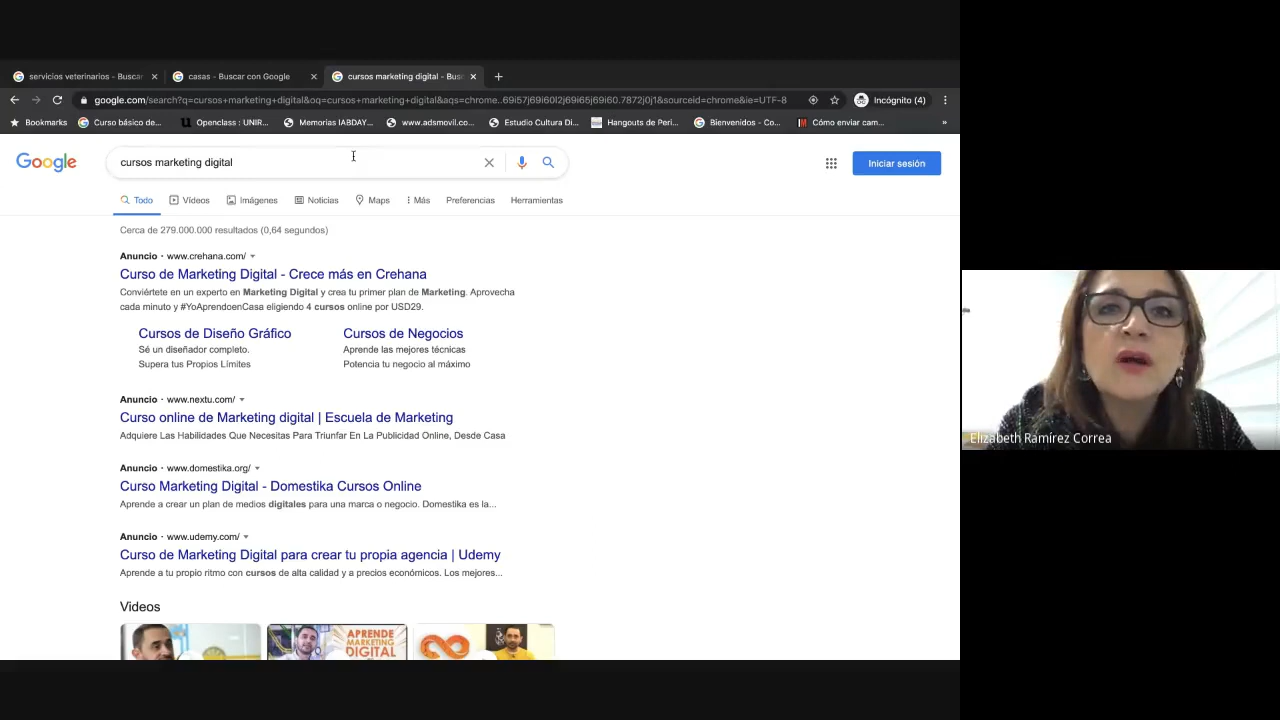 servicios veterinarios - Buscar
casas - Buscar con Google
cursos marketing digital - Bus
google.com/search?q=cursos+marketing+digital&oq=cursos+marketing+digital&aqs=chrome..69i57j69i60l2j69i65j69i60.7872j0j1&sourceid=chrome&ie=UTF-8
Incógnito (4)
Bookmarks
Curso básico de...
Openclass : UNIR...
Memorias IABDAY...
www.adsmovil.co...
Estudio Cultura Di...
Hangouts de Peri...
Bienvenidos - Co...
Cómo enviar cam...
»
Google
cursos marketing digital
Iniciar sesión
Todo
Vídeos
Imágenes
Noticias
Maps
Más
Preferencias
Herramientas
Cerca de 279.000.000 resultados (0,64 segundos)
Anuncio · www.crehana.com/
Curso de Marketing Digital - Crece más en Crehana
Conviértete en un experto en Marketing Digital y crea tu primer plan de Marketing. Aprovecha
cada minuto y #YoAprendoenCasa eligiendo 4 cursos online por USD29.
Cursos de Diseño Gráfico
Sé un diseñador completo.
Supera tus Propios Límites
Cursos de Negocios
Aprende las mejores técnicas
Potencia tu negocio al máximo
Anuncio · www.nextu.com/
Curso online de Marketing digital | Escuela de Marketing
Adquiere Las Habilidades Que Necesitas Para Triunfar En La Publicidad Online, Desde Casa
Anuncio · www.domestika.org/
Curso Marketing Digital - Domestika Cursos Online
Aprende a crear un plan de medios digitales para una marca o negocio. Domestika es la...
Anuncio · www.udemy.com/
Curso de Marketing Digital para crear tu propia agencia | Udemy
Aprende a tu propio ritmo con cursos de alta calidad y a precios económicos. Los mejores...
Videos
APRENDE
MARKETING
DIGITAL
Elizabeth Ramírez Correa